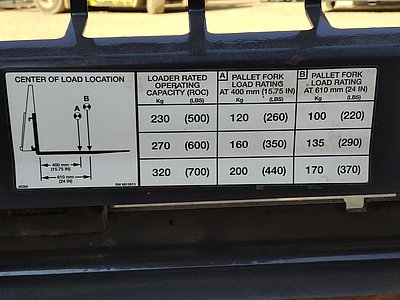 CENTER OF LOAD LOCATION
A
B
400 mm
(15.75 IN)
610 mm
(24 IN)
LOADER RATED
OPERATING
CAPACITY (ROC)
Kg (LBS)
230 (500)
270 (600)
320 (700)
A PALLET FORK
LOAD RATING
AT 400 mm (15.75 IN)
Kg (LBS)
120 (260)
160 (350)
200 (440)
B PALLET FORK
LOAD RATING
AT 610 mm (24 IN)
Kg (LBS)
100 (220)
135 (290)
170 (370)